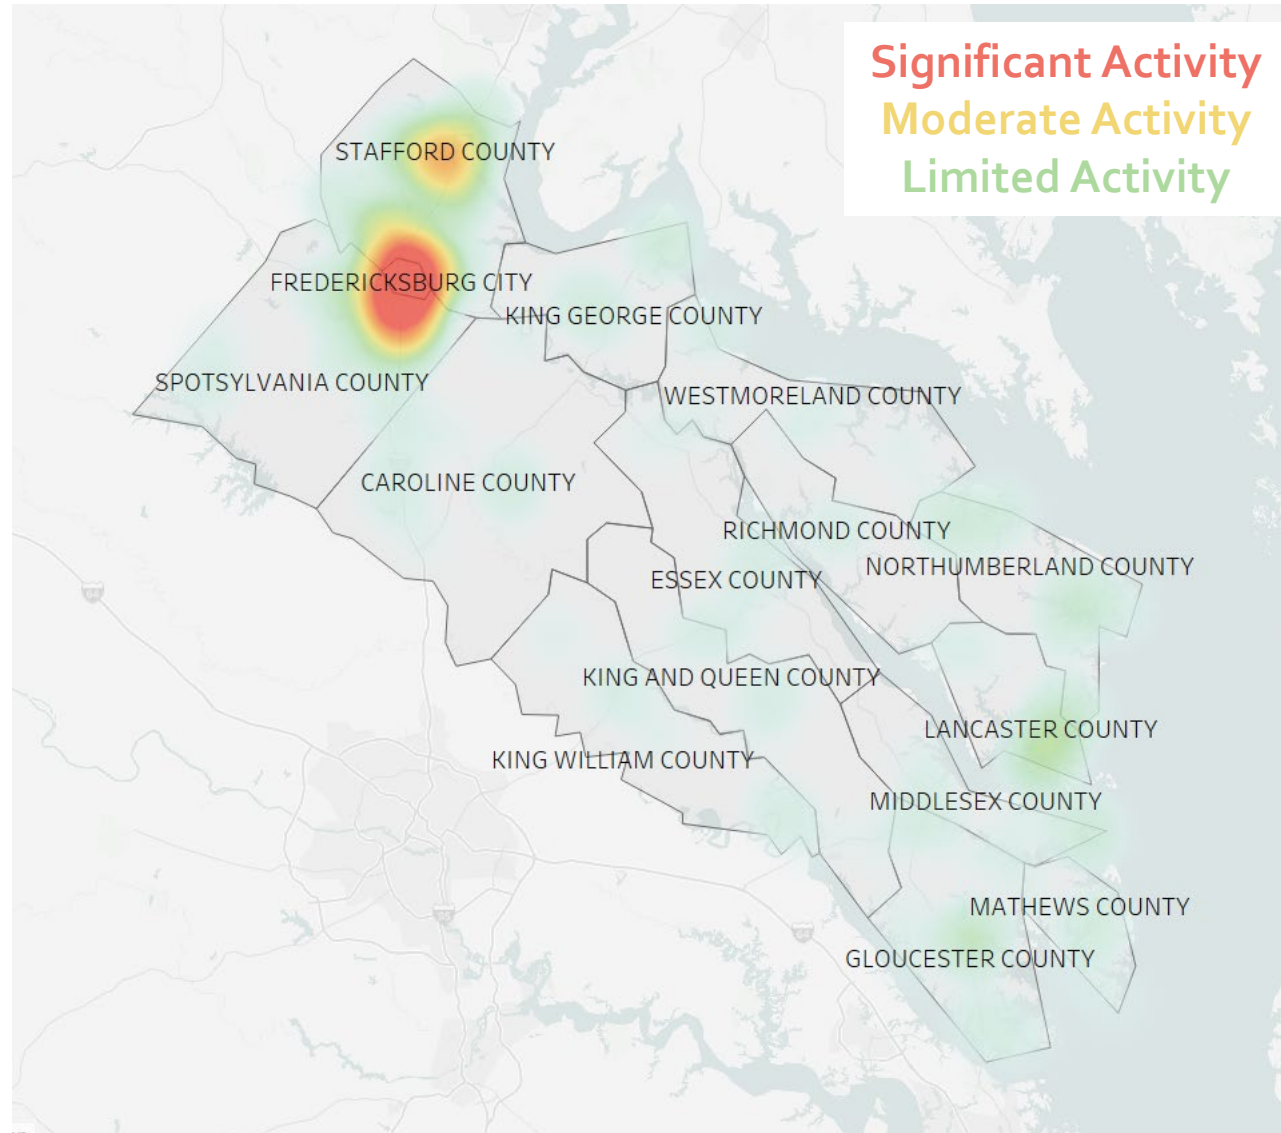 Significant Activity
Moderate Activity
Limited Activity
STAFFORD COUNTY
FREDERICKSBURG CITY
KING GEORGE COUNTY
SPOTSYLVANIA COUNTY
WESTMORELAND COUNTY
CAROLINE COUNTY
RICHMOND COUNTY
NORTHUMBERLAND COUNTY
ESSEX COUNTY
KING AND QUEEN COUNTY
LANCASTER COUNTY
KING WILLIAM COUNTY
MIDDLESEX COUNTY
MATHEWS COUNTY
GLOUCESTER COUNTY